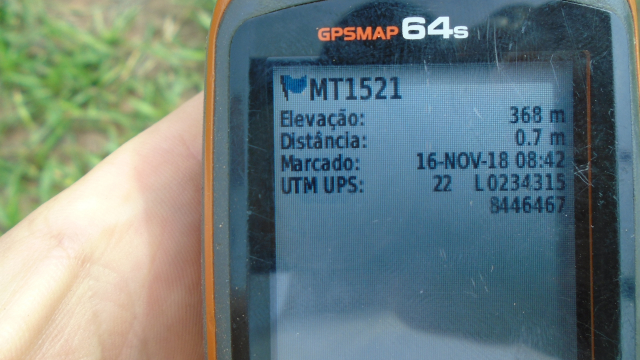 GPSMAP 64s
MT1521
Elevação: 368 m
Distância: 0.7 m
Marcado: 16-NOV-18 08:42
UTM UPS: 22 L0234315
8446467